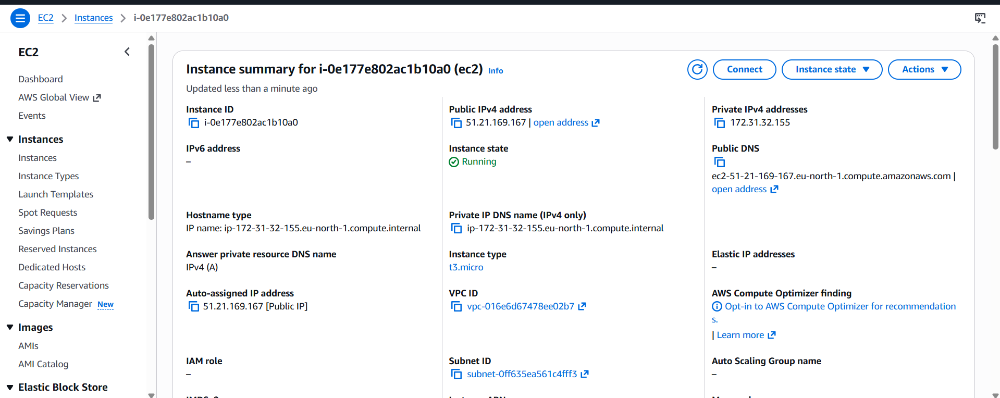 EC2 > Instances > i-0e177e802ac1b10a0
EC2
Dashboard
AWS Global View
Events
Instances
Instances
Instance Types
Launch Templates
Spot Requests
Savings Plans
Reserved Instances
Dedicated Hosts
Capacity Reservations
Capacity Manager New
Images
AMIs
AMI Catalog
Elastic Block Store
Instance summary for i-0e177e802ac1b10a0 (ec2) Info
Connect
Instance state
Actions
Updated less than a minute ago
Instance ID
i-0e177e802ac1b10a0
Public IPv4 address
51.21.169.167 | open address
Private IPv4 addresses
172.31.32.155
IPv6 address
–
Instance state
Running
Public DNS
ec2-51-21-169-167.eu-north-1.compute.amazonaws.com |
open address
Hostname type
IP name: ip-172-31-32-155.eu-north-1.compute.internal
Private IP DNS name (IPv4 only)
ip-172-31-32-155.eu-north-1.compute.internal
Answer private resource DNS name
IPv4 (A)
Instance type
t3.micro
Elastic IP addresses
–
Auto-assigned IP address
51.21.169.167 [Public IP]
VPC ID
vpc-016e6d67478ee02b7
AWS Compute Optimizer finding
Opt-in to AWS Compute Optimizer for recommendation
s.
| Learn more
IAM role
–
Subnet ID
subnet-0ff635ea561c4fff3
Auto Scaling Group name
–